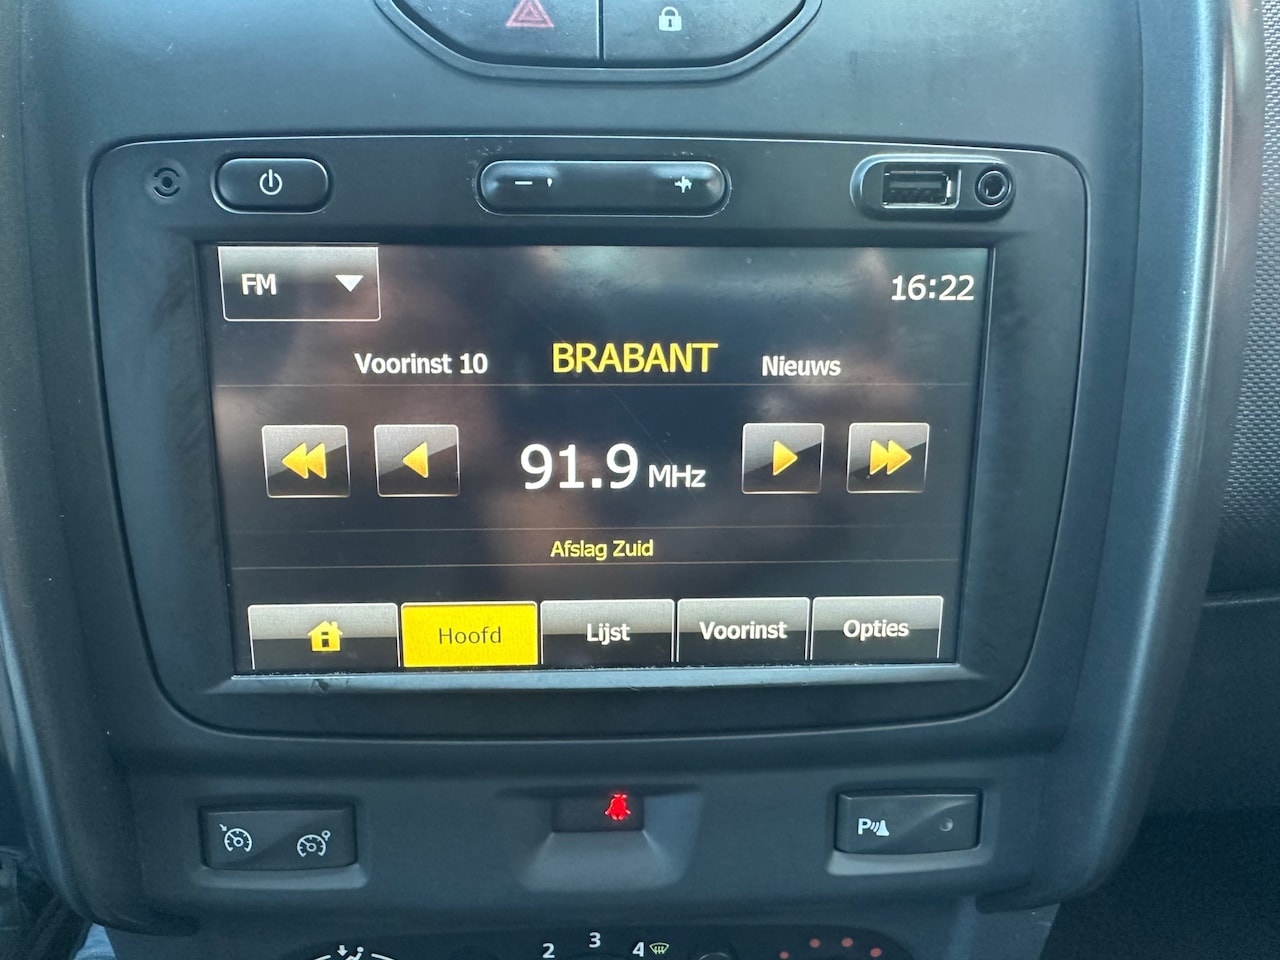 FM
16:22
Voorinst 10 BRABANT Nieuws
91.9 MHz
Afslag Zuid
Hoofd Lijst Voorinst Opties
P
2 3 4